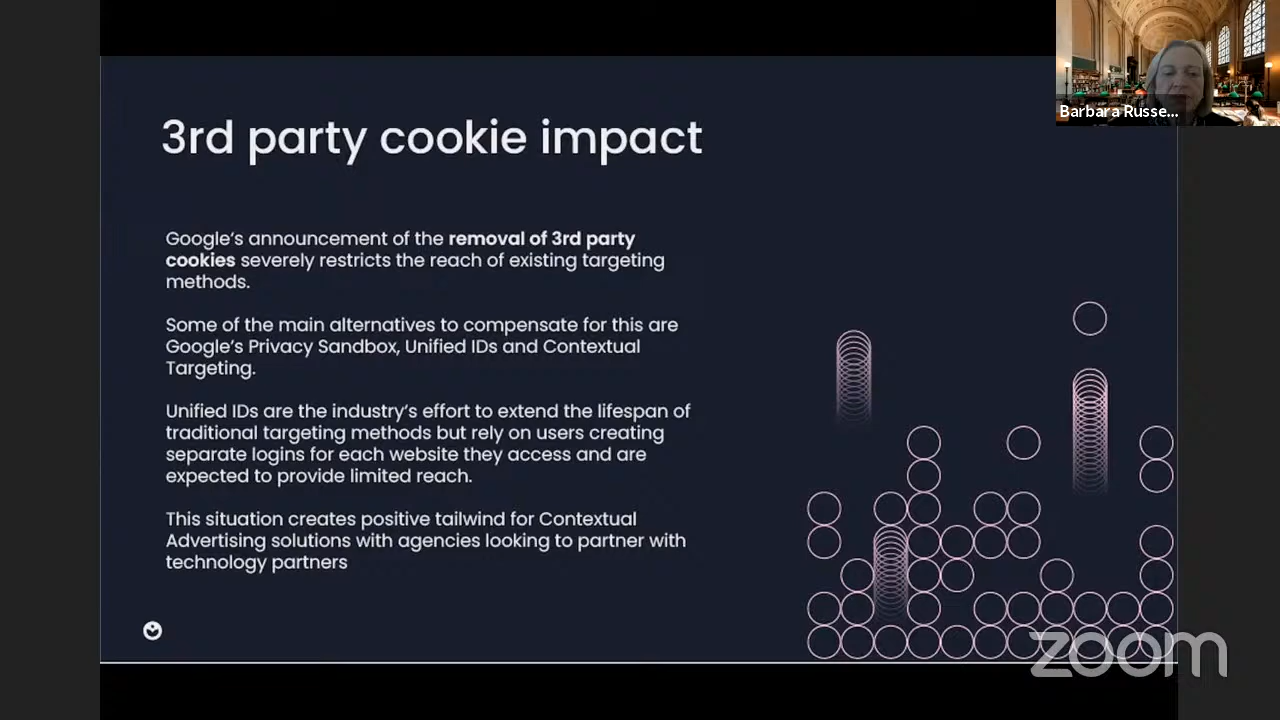 3rd party cookie impact
Barbara Russe...
Google's announcement of the removal of 3rd party
cookies severely restricts the reach of existing targeting
methods.
Some of the main alternatives to compensate for this are
Google's Privacy Sandbox, Unified IDs and Contextual
Targeting.
Unified IDs are the industry's effort to extend the lifespan of
traditional targeting methods but rely on users creating
separate logins for each website they access and are
expected to provide limited reach.
This situation creates positive tailwind for Contextual
Advertising solutions with agencies looking to partner with
technology partners
zoom